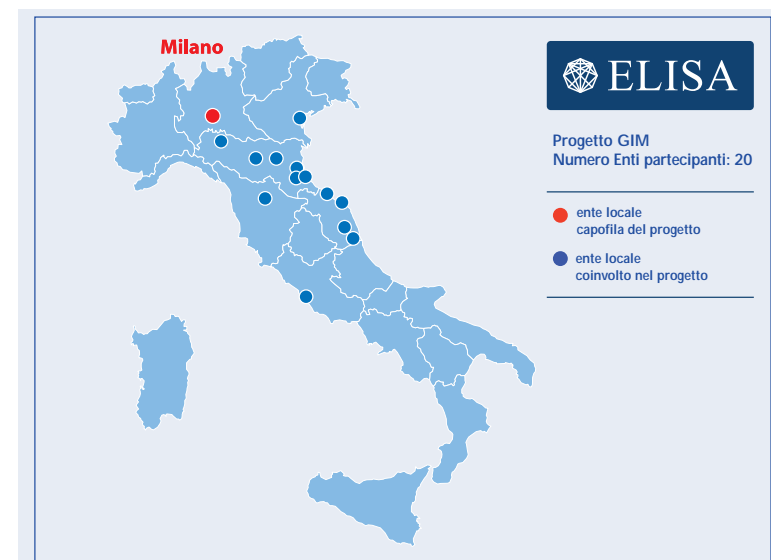 Milano
ELISA
Progetto GIM
Numero Enti partecipanti: 20
ente locale
capofila del progetto
ente locale
coinvolto nel progetto